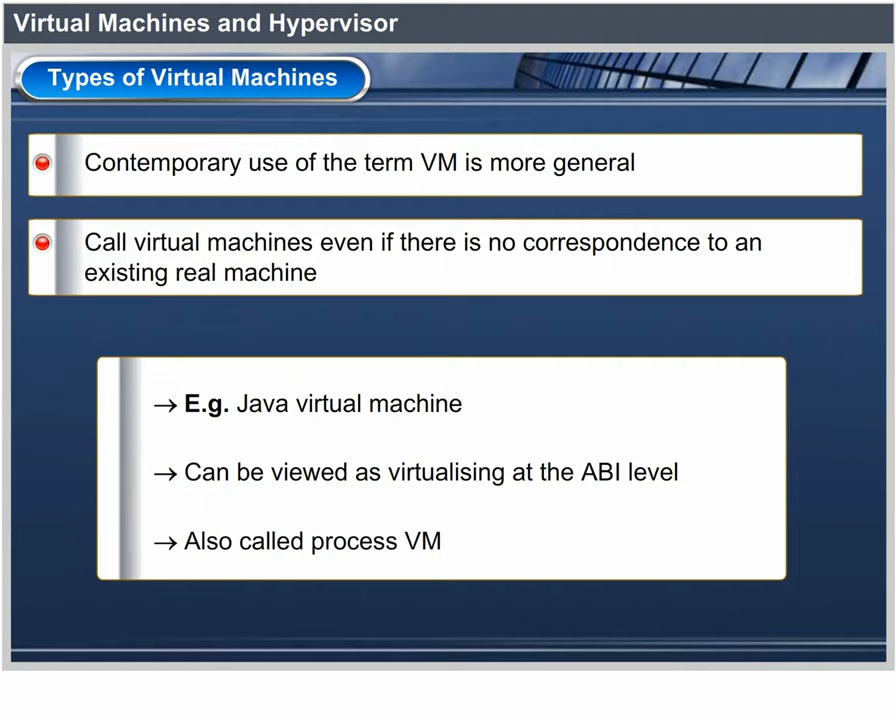 Virtual Machines and Hypervisor
Types of Virtual Machines
Contemporary use of the term VM is more general
Call virtual machines even if there is no correspondence to an
existing real machine
→ E.g. Java virtual machine
→ Can be viewed as virtualising at the ABI level
→ Also called process VM